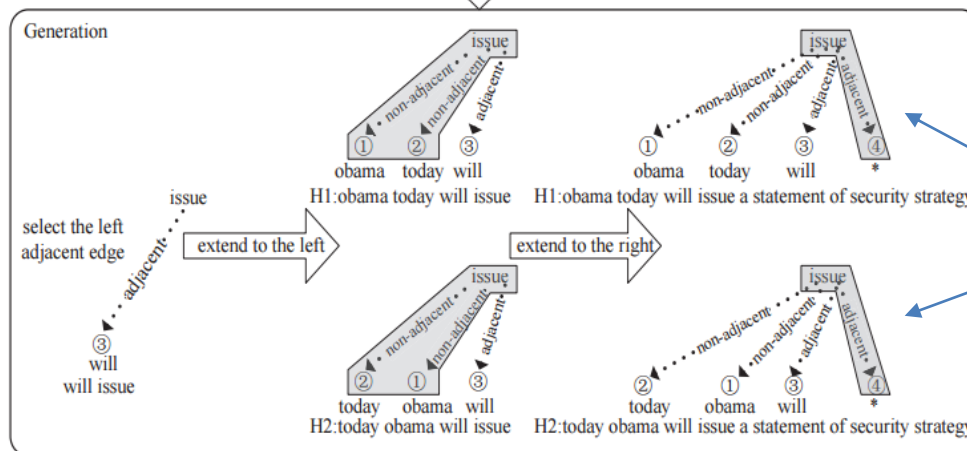 Generation
issue
select the left
adjacent edge
adjacent
③
will
will issue
extend to the left
issue
non-adjacent
non-adjacent
adjacent
① ② ③
obama today will
H1:obama today will issue
issue
non-adjacent
non-adjacent
adjacent
② ① ③
today obama will
H2:today obama will issue
extend to the right
issue
non-adjacent
non-adjacent
adjacent
adjacent
① ② ③ ④
obama today will *
H1:obama today will issue a statement of security strategy
issue
non-adjacent
non-adjacent
adjacent
adjacent
② ① ③ ④
today obama will *
H2:today obama will issue a statement of security strategy